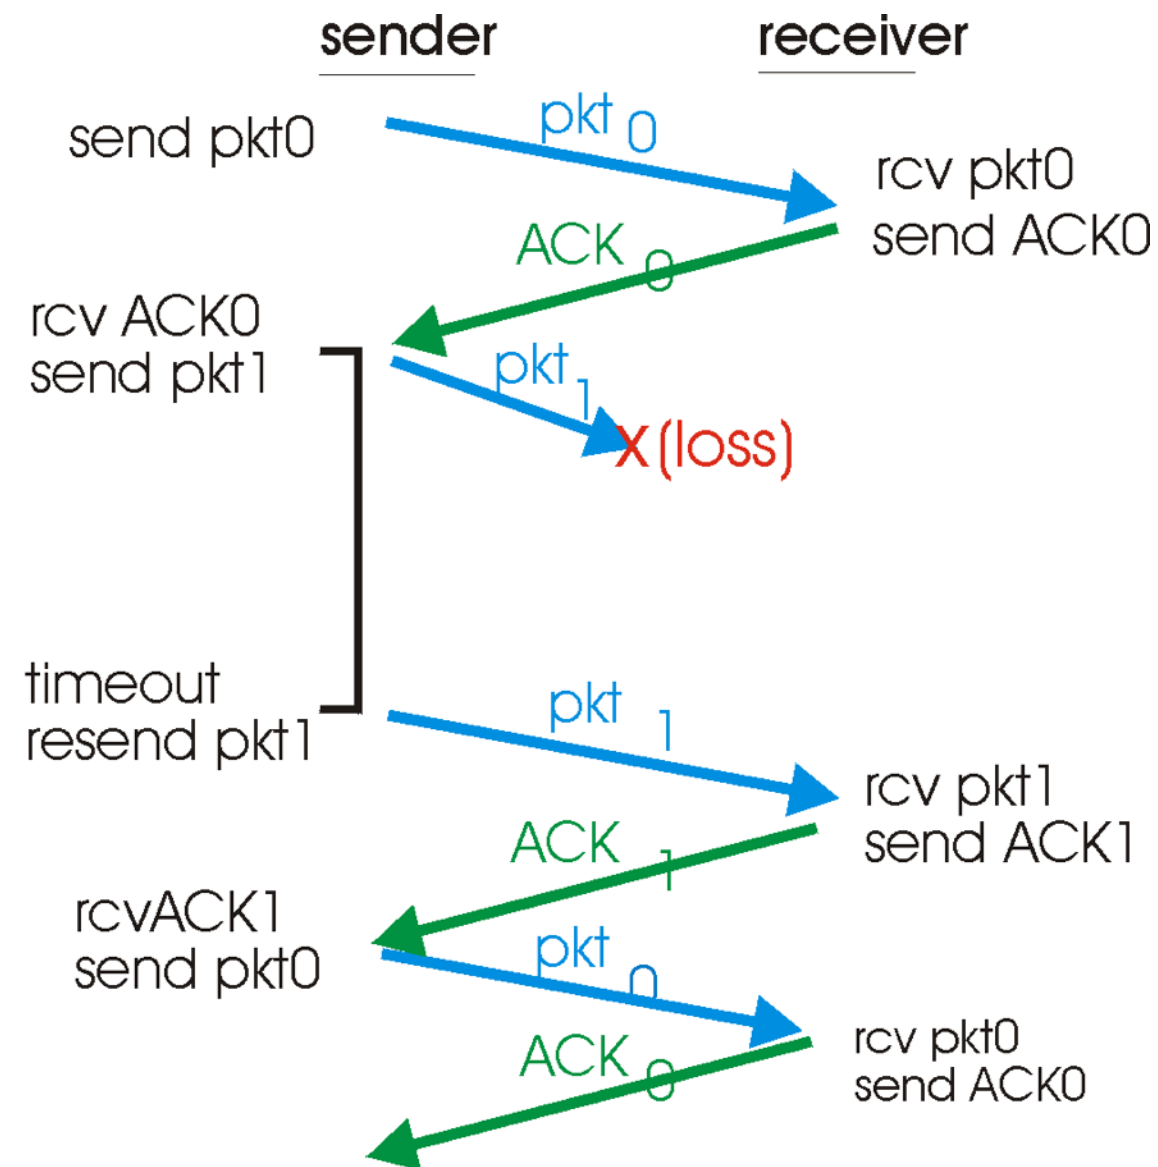 sender
receiver
send pkt0
pkt 0
rcv pkt0
send ACK0
ACK 0
rcv ACK0
send pkt1
pkt 1
X (loss)
timeout
resend pkt1
pkt 1
rcv pkt1
send ACK1
ACK 1
rcvACK1
send pkt0
pkt 0
rcv pkt0
send ACK0
ACK 0